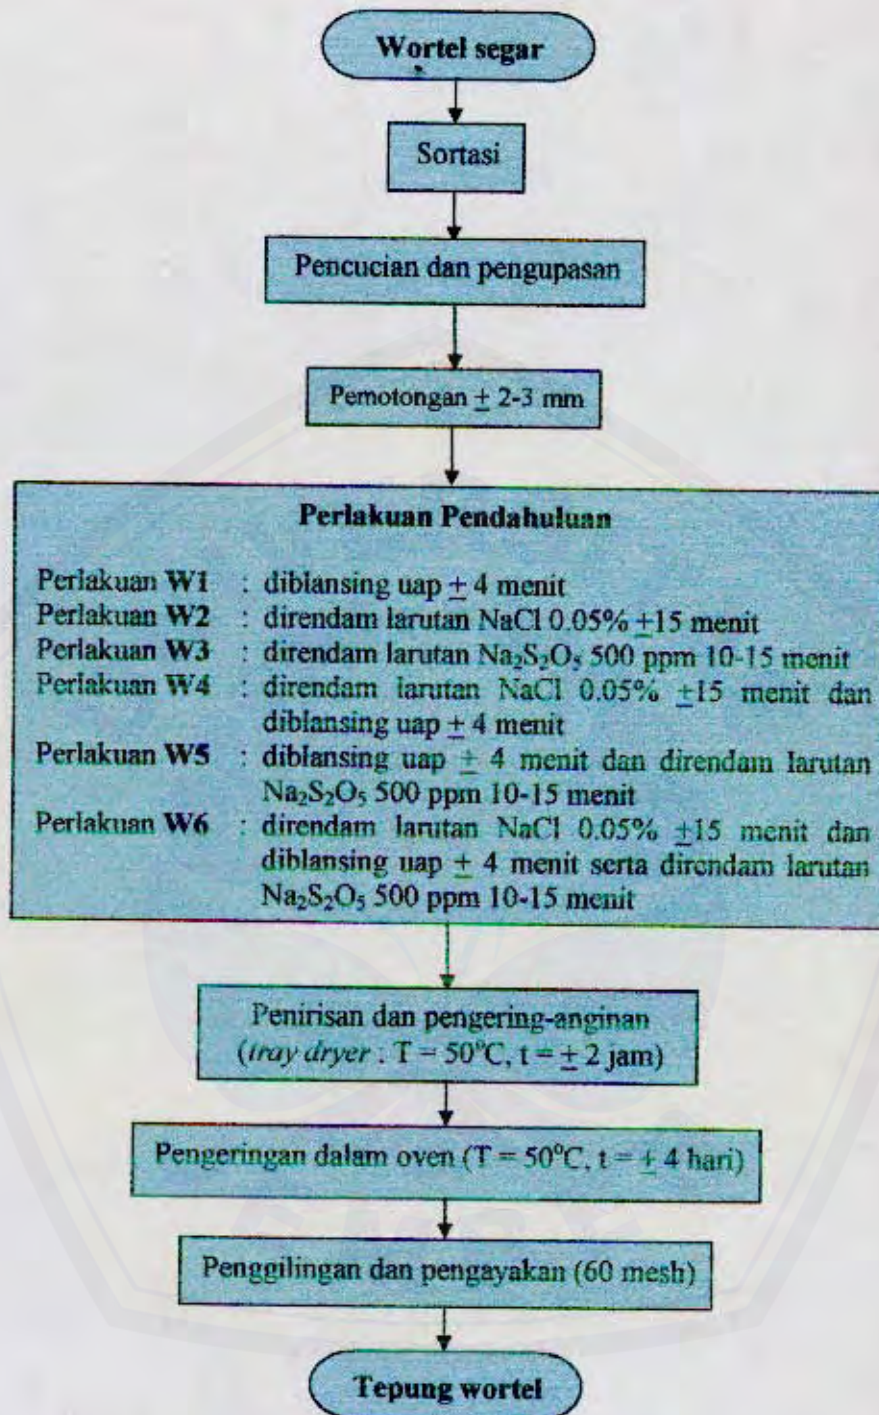 Wortel segar
Sortasi
Pencucian dan pengupasan
Pemotongan ± 2-3 mm
Perlakuan Pendahuluan
Perlakuan W1 : diblansing uap ± 4 menit
Perlakuan W2 : direndam larutan NaCl 0.05% ±15 menit
Perlakuan W3 : direndam larutan Na₂S₂O₅ 500 ppm 10-15 menit
Perlakuan W4 : direndam larutan NaCl 0.05% ±15 menit dan
diblansing uap ± 4 menit
Perlakuan W5 : diblansing uap ± 4 menit dan direndam larutan
Na₂S₂O₅ 500 ppm 10-15 menit
Perlakuan W6 : direndam larutan NaCl 0.05% ±15 menit dan
diblansing uap ± 4 menit serta direndam larutan
Na₂S₂O₅ 500 ppm 10-15 menit
Penirisan dan pengering-anginan
(tray dryer : T = 50°C, t = ± 2 jam)
Pengeringan dalam oven (T = 50°C, t = ± 4 hari)
Penggilingan dan pengayakan (60 mesh)
Tepung wortel